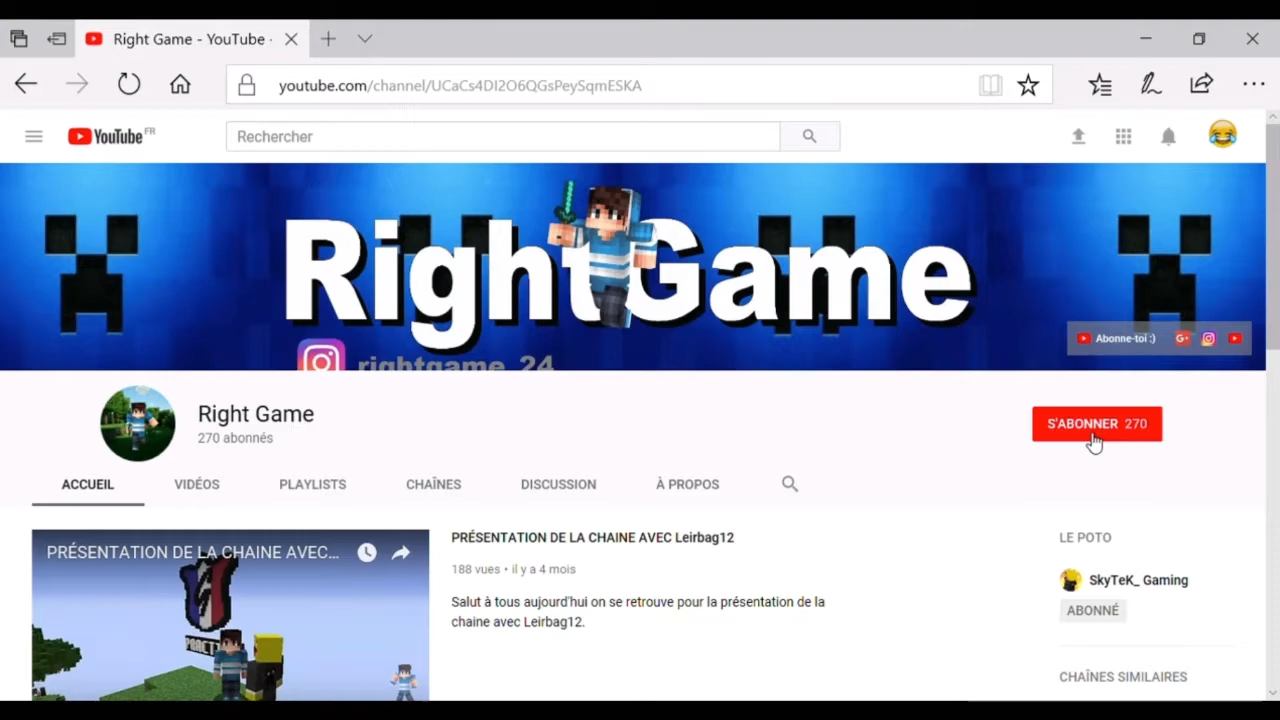 Right Game - YouTube -
youtube.com/channel/UCaCs4DI2O6QGsPeySqmESKA
YouTube FR
Rechercher
RightGame
rightgame_24
Abonne-toi :)
Right Game
270 abonnés
S'ABONNER 270
ACCUEIL
VIDÉOS
PLAYLISTS
CHAÎNES
DISCUSSION
À PROPOS
PRÉSENTATION DE LA CHAINE AVEC...
PRÉSENTATION DE LA CHAINE AVEC Leirbag12
188 vues • il y a 4 mois
Salut à tous aujourd'hui on se retrouve pour la présentation de la
chaine avec Leirbag12.
LE POTO
SkyTeK_ Gaming
ABONNÉ
CHAÎNES SIMILAIRES